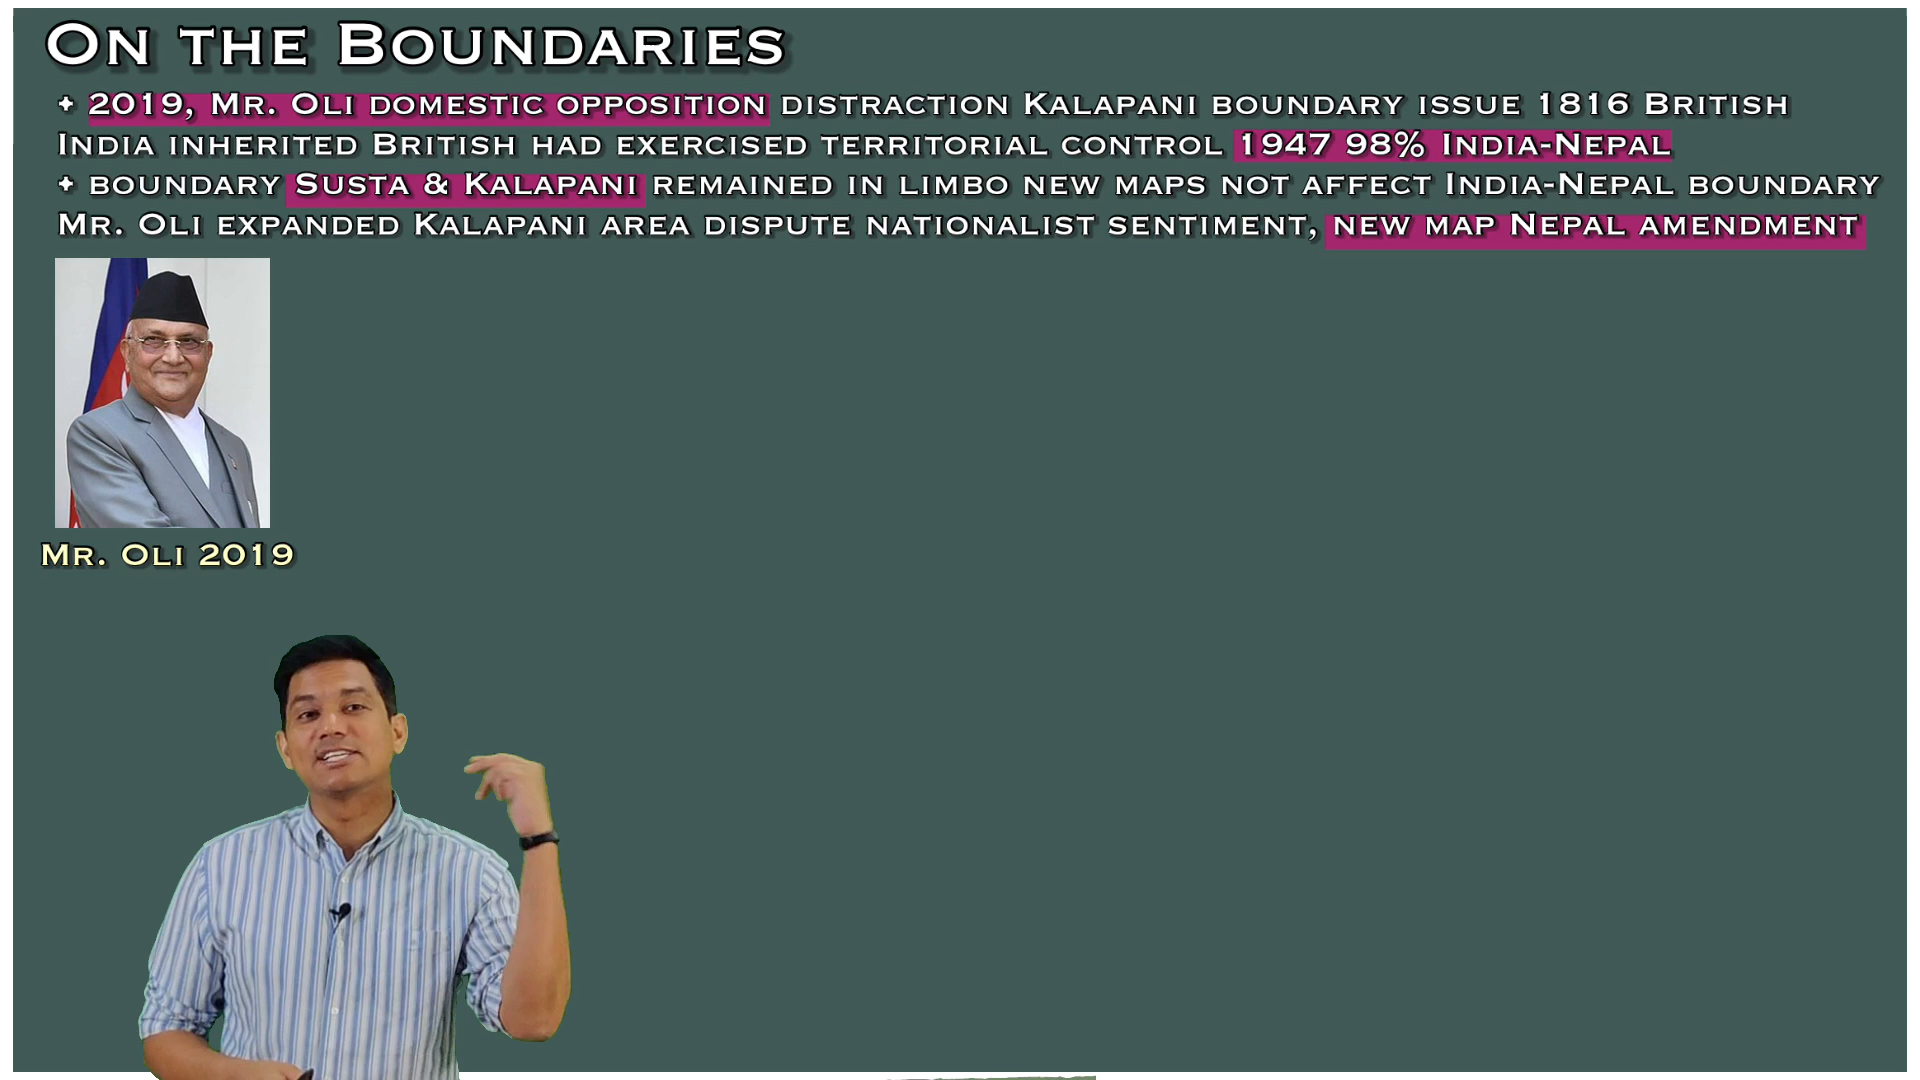 On the Boundaries
+ 2019, Mr. Oli domestic opposition distraction Kalapani boundary issue 1816 British
India inherited British had exercised territorial control 1947 98% India-Nepal
+ boundary Susta & Kalapani remained in limbo new maps not affect India-Nepal boundary
Mr. Oli expanded Kalapani area dispute nationalist sentiment, new map Nepal amendment
Mr. Oli 2019